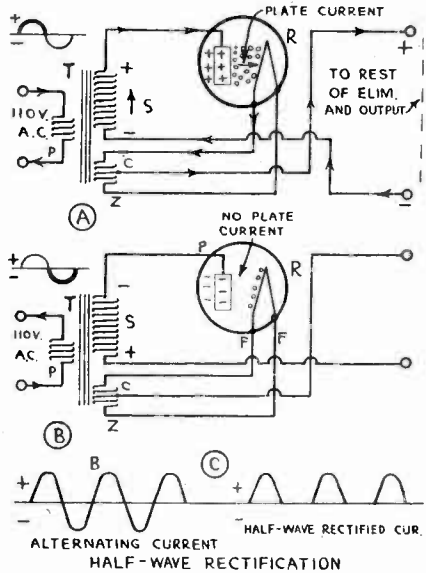 PLATE CURRENT
+
-
R
T
+
+ + +
+ + +
+ + +
+
110V.
A.C.
S
TO REST
OF ELIM.
AND OUTPUT
P
-
C
-
A
Z
NO PLATE
CURRENT
+
-
P
R
T
-
S
110V.
A.C.
P
+
F
F
C
B
Z
B
C
+
-
+
-
ALTERNATING CURRENT
HALF-WAVE RECTIFIED CUR.
HALF-WAVE RECTIFICATION